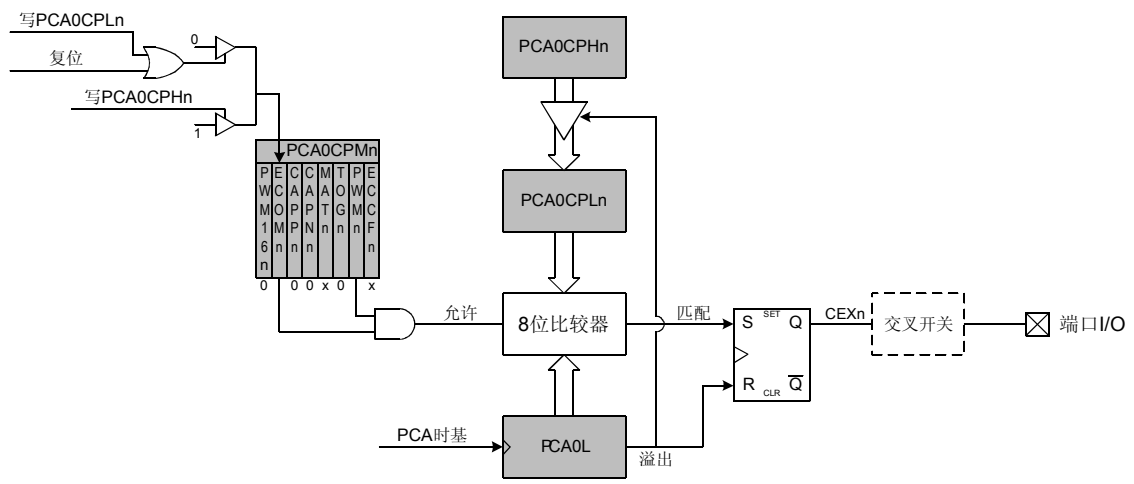 写PCA0CPLn
复位
0
写PCA0CPHn
1
PCA0CPHn
PCA0CPMn
PWM16n
ECOMn
CAPPn
CAPNn
MATn
TOGn
PWMn
ECCFn
0 0 0 x 0 x
PCA0CPLn
允许
8位比较器
匹配
S SET Q
R CLR Q
CEXn
交叉开关
端口I/O
PCA时基
PCA0L
溢出